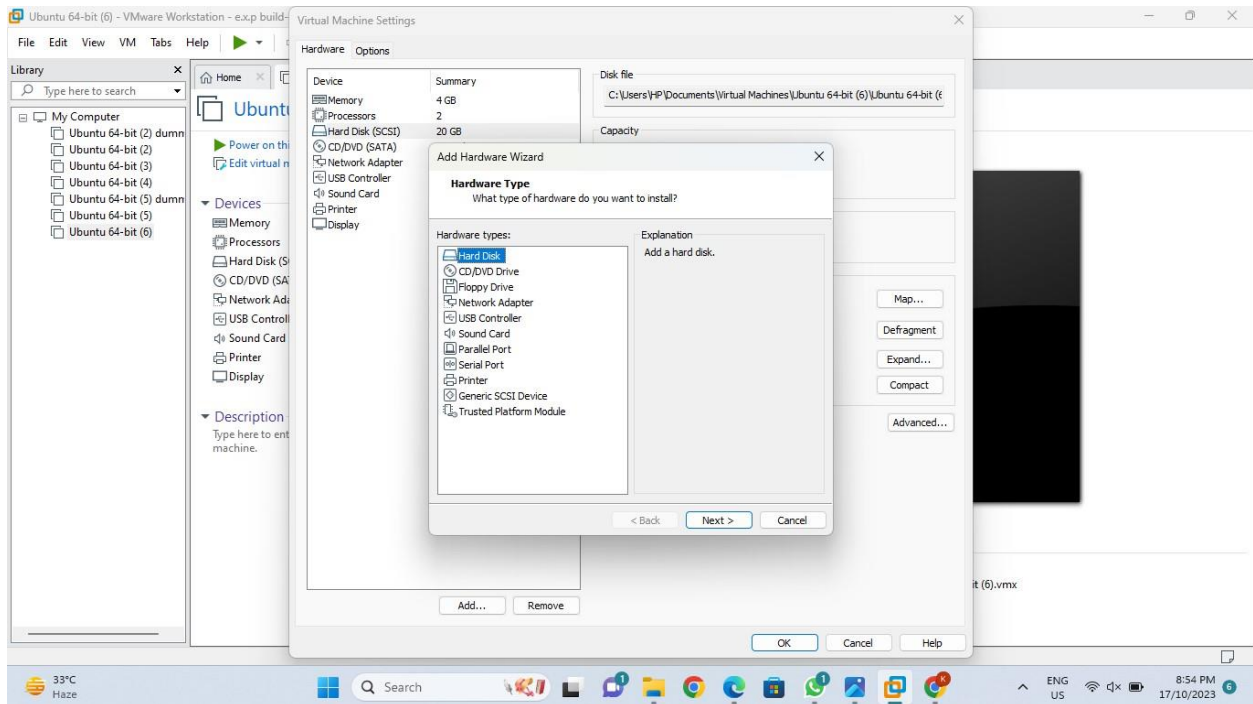 Ubuntu 64-bit (6) - VMware Workstation - e.x.p build-
File Edit View VM Tabs Help
Library
Type here to search
My Computer
Ubuntu 64-bit (2) dumn
Ubuntu 64-bit (2)
Ubuntu 64-bit (3)
Ubuntu 64-bit (4)
Ubuntu 64-bit (5) dumn
Ubuntu 64-bit (5)
Ubuntu 64-bit (6)
Home
Ubunt
Power on th
Edit virtual m
Devices
Memory
Processors
Hard Disk (S
CD/DVD (SA
Network Ada
USB Controll
Sound Card
Printer
Display
Description
Type here to ent
machine.
Virtual Machine Settings
Hardware Options
Device Summary
Memory 4 GB
Processors 2
Hard Disk (SCSI) 20 GB
CD/DVD (SATA)
Network Adapter
USB Controller
Sound Card
Printer
Display
Disk file
C:\Users\HP\Documents\Virtual Machines\Ubuntu 64-bit (6)\Ubuntu 64-bit (6
Capacity
Add Hardware Wizard
Hardware Type
What type of hardware do you want to install?
Hardware types:
Hard Disk
CD/DVD Drive
Floppy Drive
Network Adapter
USB Controller
Sound Card
Parallel Port
Serial Port
Printer
Generic SCSI Device
Trusted Platform Module
Explanation
Add a hard disk.
< Back Next > Cancel
Map...
Defragment
Expand...
Compact
Advanced...
Add... Remove
OK Cancel Help
it (6).vmx
33°C
Haze
Search
1
1
K
ENG
US
8:54 PM
17/10/2023
6